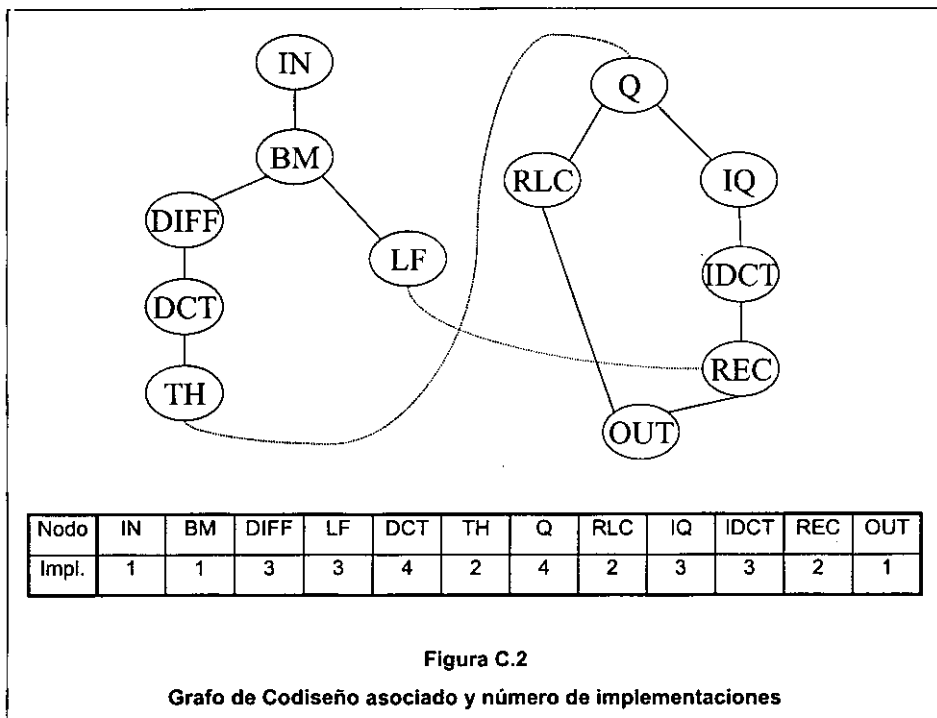 IN
Q
BM
RLC
IQ
DIFF
LF
IDCT
DCT
REC
TH
OUT
Nodo IN BM DIFF LF DCT TH Q RLC IQ IDCT REC OUT
Impl. 1 1 3 3 4 2 4 2 3 3 2 1
Figura C.2
Grafo de Codiseño asociado y número de implementaciones